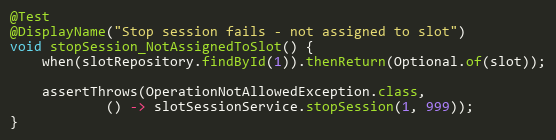 @Test
@DisplayName("Stop session fails - not assigned to slot")
void stopSession_NotAssignedToSlot() {
    when(slotRepository.findById(1)).thenReturn(Optional.of(slot));

    assertThrows(OperationNotAllowedException.class,
            () -> slotSessionService.stopSession(1, 999));
}